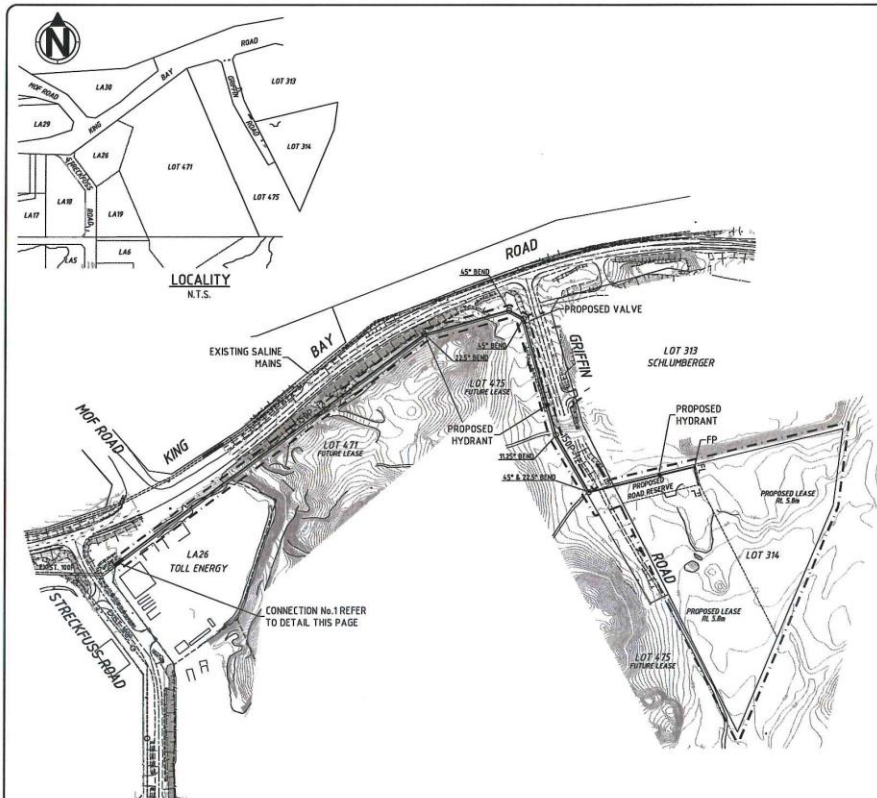 N
ROAD
LA30
MOF ROAD
BAY
LOT 313
GRIFFIN
LA29
KING
ROAD
LA26
LOT 314
STRECKFUSS
LOT 471
LA17
LA18
ROAD
LA19
LOT 475
LA5
LA6
LOCALITY
N.T.S.
ROAD
45° BEND
PROPOSED VALVE
EXISTING SALINE
MAINS
BAY
45° BEND
22.5° BEND
GRIFFIN
LOT 313
SCHLUMBERGER
LOT 475
FUTURE LEASE
MOF ROAD
KING
LOT 471
FUTURE LEASE
PROPOSED
HYDRANT
PROPOSED
HYDRANT
FP
11.25° BEND
45° & 22.5° BEND
PROPOSED
ROAD RESERVE
PROPOSED LEASE
RL 5.8m
LA26
TOLL ENERGY
ROAD
LOT 314
CONNECTION No.1 REFER
TO DETAIL THIS PAGE
PROPOSED LEASE
RL 5.8m
STRECKFUSS ROAD
LOT 475
FUTURE LEASE